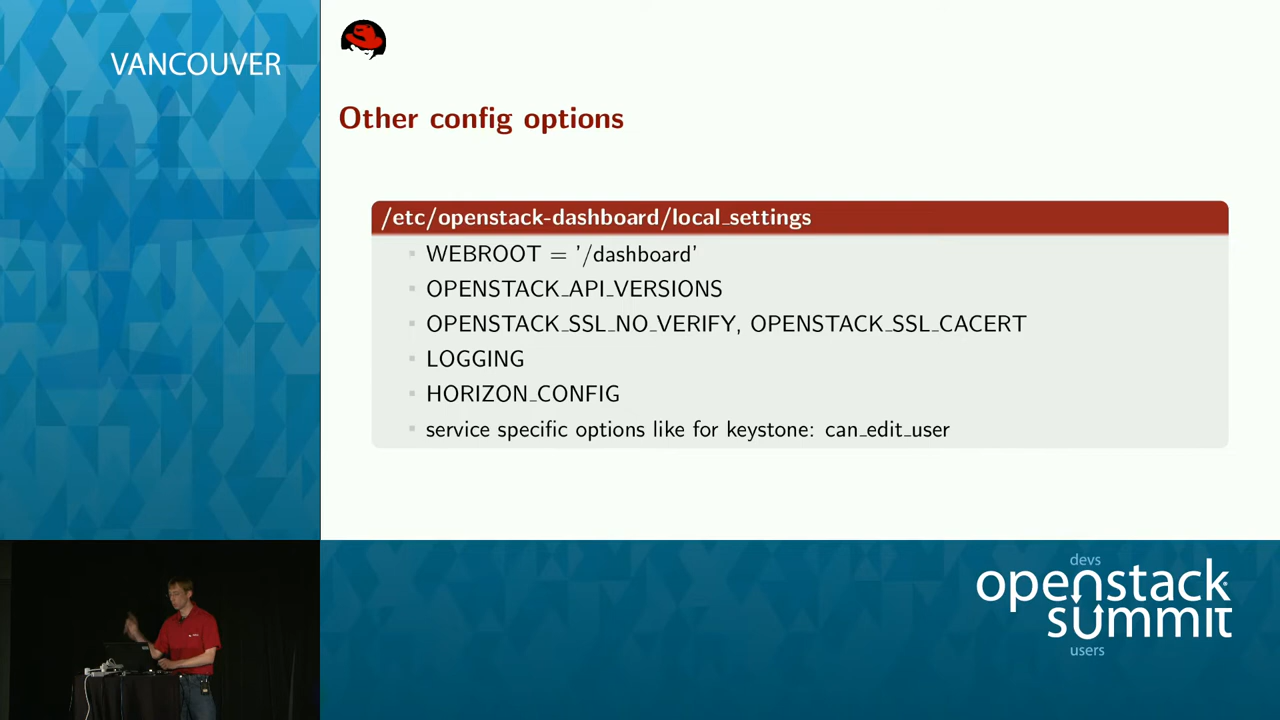 VANCOUVER
Other config options
/etc/openstack-dashboard/local_settings
WEBROOT = '/dashboard'
OPENSTACK_API_VERSIONS
OPENSTACK_SSL_NO_VERIFY, OPENSTACK_SSL_CACERT
LOGGING
HORIZON_CONFIG
service specific options like for keystone: can_edit_user
devs
openstack
summit
users